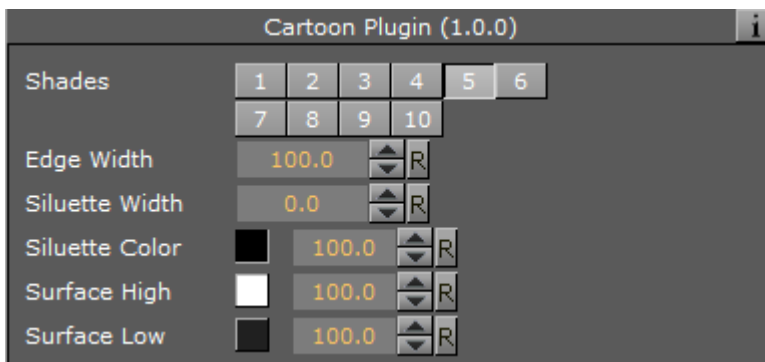 Cartoon Plugin (1.0.0) i
Shades 1 2 3 4 5 6
7 8 9 10
Edge Width 100.0 R
Siluette Width 0.0 R
Siluette Color 100.0 R
Surface High 100.0 R
Surface Low 100.0 R